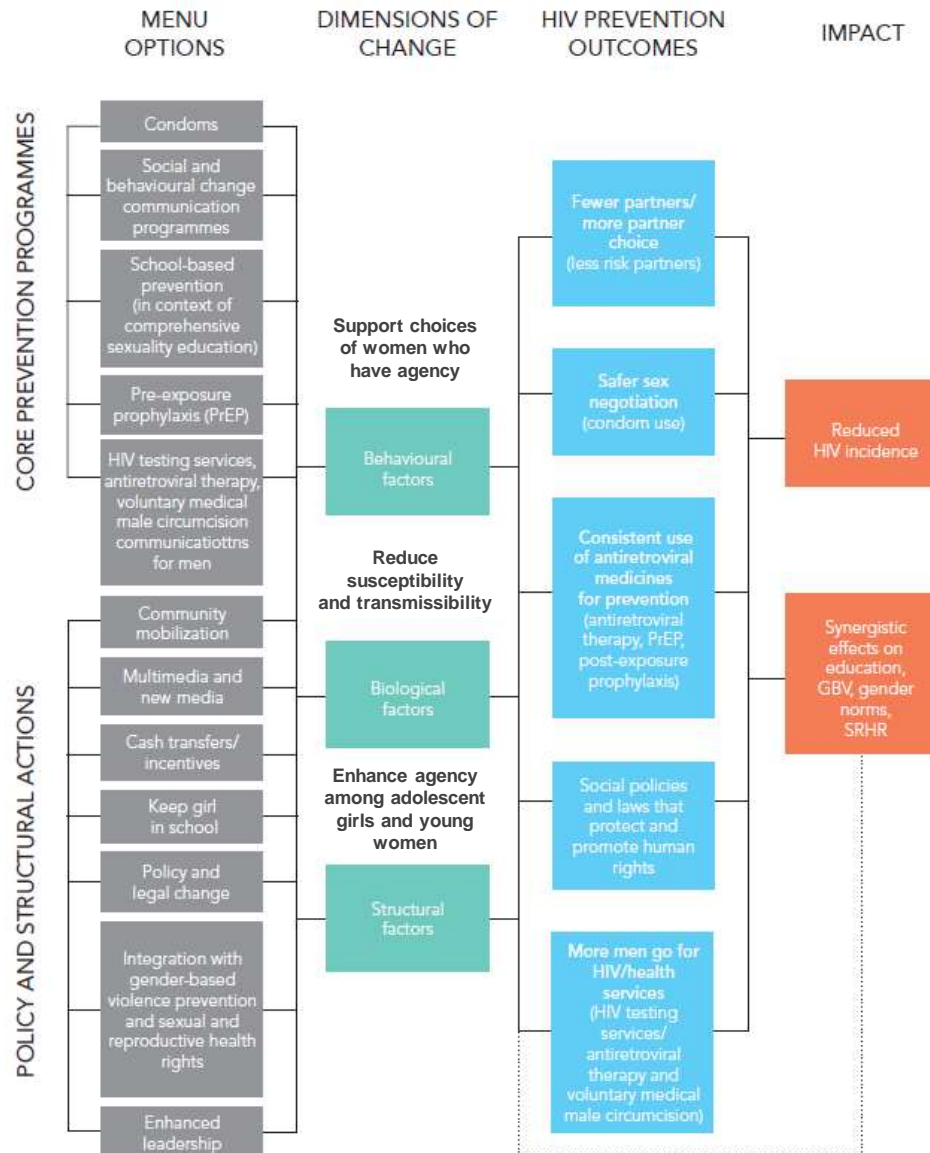 MENU
OPTIONS
DIMENSIONS OF
CHANGE
HIV PREVENTION
OUTCOMES
IMPACT
CORE PREVENTION PROGRAMMES
Condoms
Social and
behavioural change
communication
programmes
School-based
prevention
(in context of
comprehensive
sexuality education)
Pre-exposure
prophylaxis (PrEP)
HIV testing services,
antiretroviral therapy,
voluntary medical
male circumcision
communicatiottns
for men
POLICY AND STRUCTURAL ACTIONS
Community
mobilization
Multimedia and
new media
Cash transfers/
incentives
Keep girl
in school
Policy and
legal change
Integration with
gender-based
violence prevention
and sexual and
reproductive health
rights
Enhanced
leadership
Support choices
of women who
have agency
Behavioural
factors
Reduce
susceptibility
and transmissibility
Biological
factors
Enhance agency
among adolescent
girls and young
women
Structural
factors
Fewer partners/
more partner
choice
(less risk partners)
Safer sex
negotiation
(condom use)
Consistent use
of antiretroviral
medicines
for prevention
(antiretroviral
therapy, PrEP,
post-exposure
prophylaxis)
Social policies
and laws that
protect and
promote human
rights
More men go for
HIV/health
services
(HIV testing
services/
antiretroviral
therapy and
voluntary medical
male circumcision)
Reduced
HIV incidence
Synergistic
effects on
education,
GBV, gender
norms,
SRHR